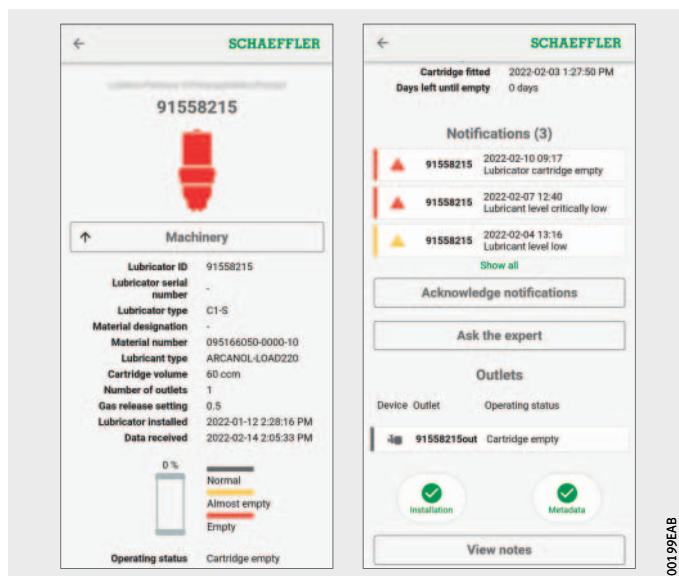 ←
SCHAEFFLER
91558215
↑ Machinery
Lubricator ID 91558215
Lubricator serial
number -
Lubricator type C1-S
Material designation -
Material number 095166050-0000-10
Lubricant type ARCANOL-LOAD220
Cartridge volume 60 ccm
Number of outlets 1
Gas release setting 0.5
Lubricator installed 2022-01-12 2:28:16 PM
Data received 2022-02-14 2:05:33 PM
0 %
Normal
Almost empty
Empty
Operating status Cartridge empty
←
SCHAEFFLER
Cartridge fitted 2022-02-03 1:27:50 PM
Days left until empty 0 days
Notifications (3)
91558215 2022-02-10 09:17
Lubricator cartridge empty
91558215 2022-02-07 12:40
Lubricant level critically low
91558215 2022-02-04 13:16
Lubricant level low
Show all
Acknowledge notifications
Ask the expert
Outlets
Device Outlet Operating status
91558215out Cartridge empty
Installation
Metadata
View notes
00199EAB